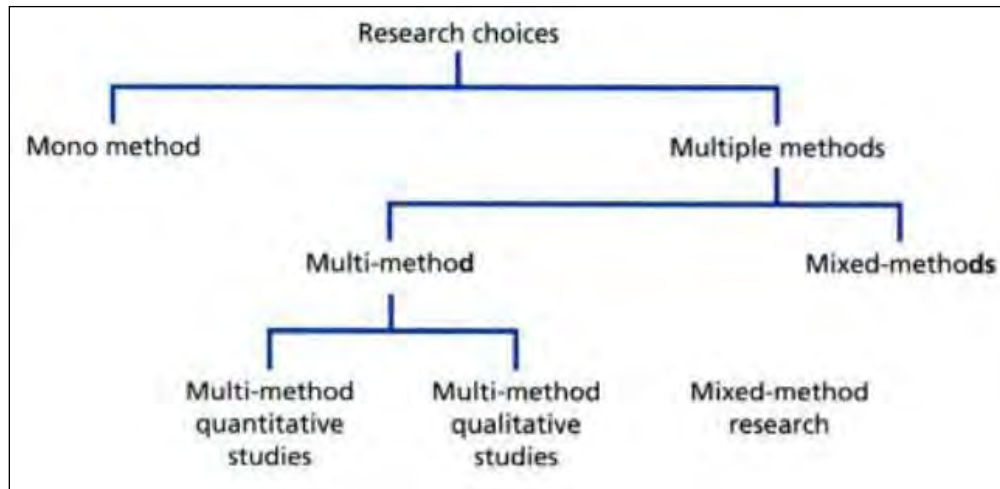 Research choices
Mono method
Multiple methods
Multi-method
Mixed-methods
Multi-method
quantitative
studies
Multi-method
qualitative
studies
Mixed-method
research